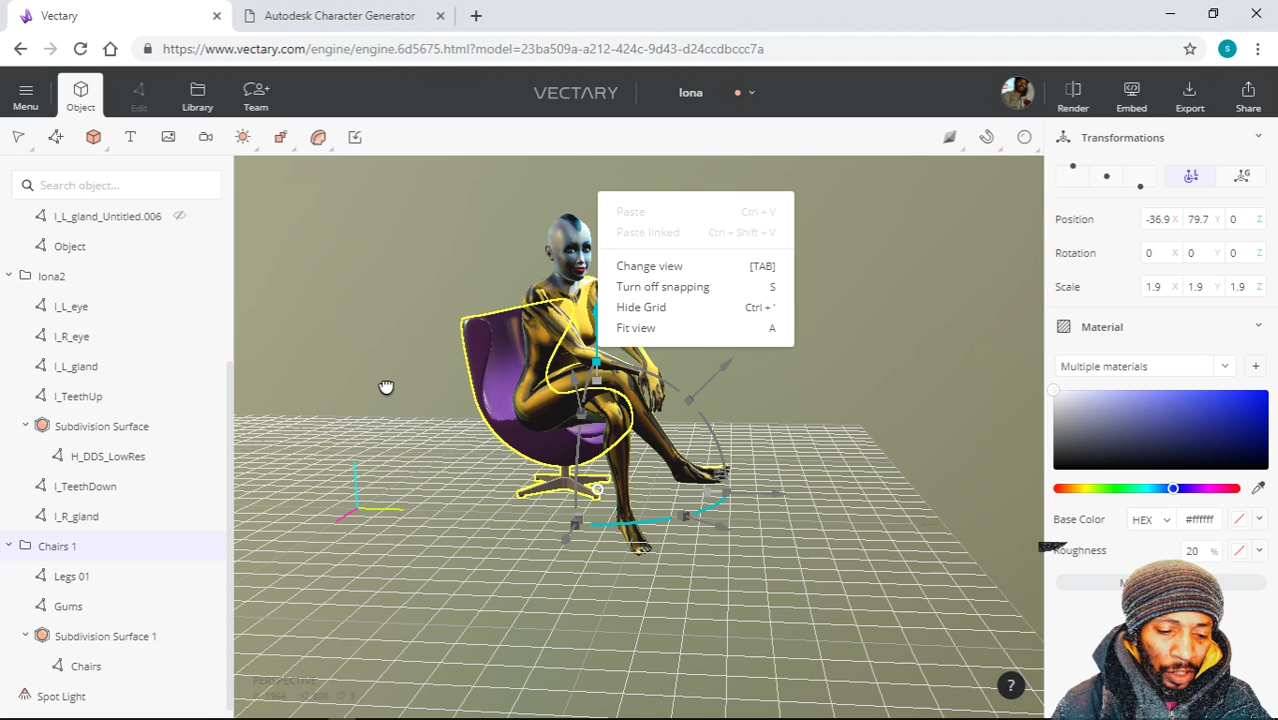 Vectary
Autodesk Character Generator
https://www.vectary.com/engine/engine.6d5675.html?model=23ba509a-a212-424c-9d43-d24ccdbccc7a
S
Menu
Object
Edit
Library
Team
VECTARY
Iona
Render
Embed
Export
Share
T
Search object...
I_L_gland_Untitled.006
Object
Iona2
I_L_eye
I_R_eye
I_L_gland
I_TeethUp
Subdivision Surface
H_DDS_LowRes
I_TeethDown
I_R_gland
Chairs 1
Legs 01
Gums
Subdivision Surface 1
Chairs
Spot Light
Paste Ctrl + V
Paste linked Ctrl + Shift + V
Change view [TAB]
Turn off snapping S
Hide Grid Ctrl + '
Fit view A
PERSPECTIVE
?
Transformations
Position -36.9 X 79.7 Y 0 Z
Rotation 0 X 0 Y 0 Z
Scale 1.9 X 1.9 Y 1.9 Z
Material
Multiple materials
Base Color HEX #ffffff
Roughness 20 %